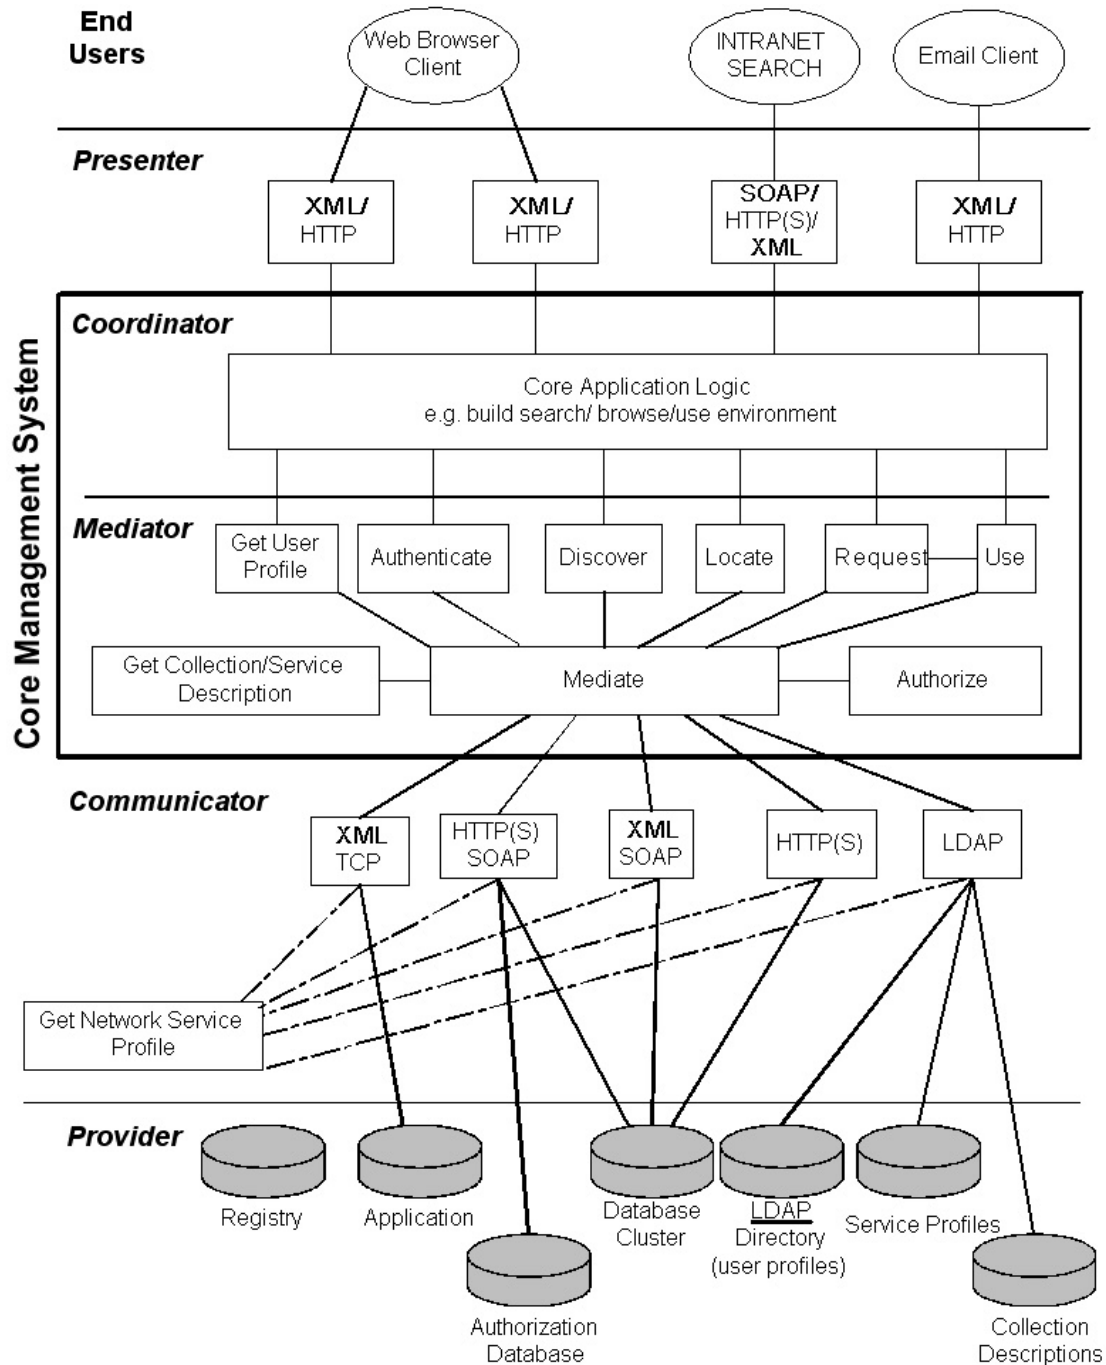 End
Users
Web Browser
Client
INTRANET
SEARCH
Email Client
Presenter
XML/
HTTP
XML/
HTTP
SOAP/
HTTP(S)/
XML
XML/
HTTP
Core Management System
Coordinator
Core Application Logic
e.g. build search/ browse/use environment
Mediator
Get User
Profile
Authenticate
Discover
Locate
Request
Use
Get Collection/Service
Description
Mediate
Authorize
Communicator
XML
TCP
HTTP(S)
SOAP
XML
SOAP
HTTP(S)
LDAP
Get Network Service
Profile
Provider
Registry
Application
Database
Cluster
LDAP
Directory
(user profiles)
Service Profiles
Authorization
Database
Collection
Descriptions